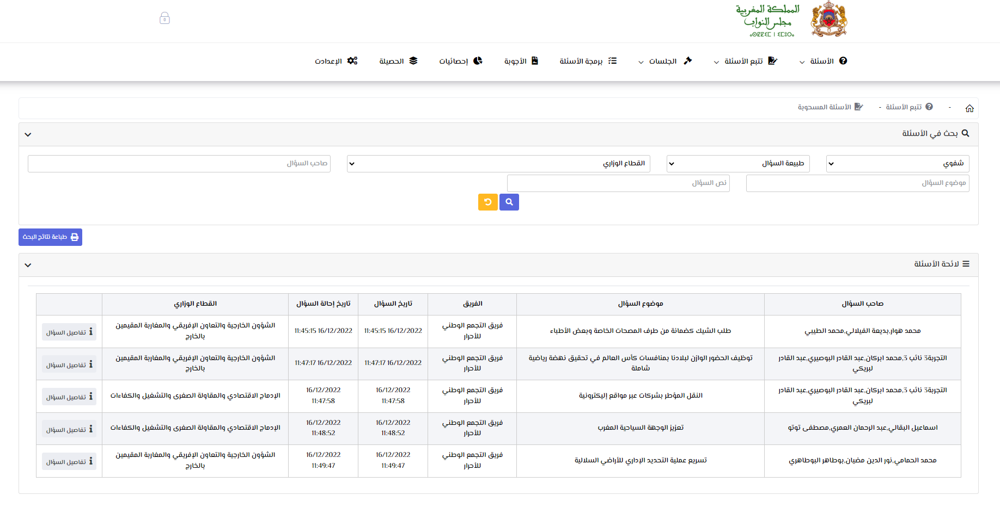 المملكة المغربية
مجلس النواب
0
الأسئلة
تتبع الأسئلة
الجلسات
برمجة الأسئلة
الأجوبة
إحصائيات
الحصيلة
الإعدادت
- تتبع الأسئلة - الأسئلة المسحوبة
بحث في الأسئلة
شفوي
طبيعة السؤال
القطاع الوزاري
صاحب السؤال
موضوع السؤال
نص السؤال
طباعة نتائج البحث
لائحة الأسئلة
صاحب السؤال موضوع السؤال الفريق تاريخ السؤال تاريخ إحالة السؤال القطاع الوزاري
محمد هوار,بديعة الفيلالي,محمد الطيبي
طلب الشيك كضمانة من طرف المصحات الخاصة وبعض الأطباء
فريق التجمع الوطني
للأحرار
16/12/2022 11:45:15
16/12/2022 11:45:15
الشؤون الخارجية والتعاون الإفريقي والمغاربة المقيمين
بالخارج
تفاصيل السؤال
التجربة3 نائب 3,محمد ابركان,عبد القادر البوصيري,عبد القادر
لبريكي
توظيف الحضور الوازن لبلادنا بمنافسات كأس العالم في تحقيق نهضة رياضية
شاملة
فريق التجمع الوطني
للأحرار
16/12/2022 11:47:17
16/12/2022 11:47:17
الشؤون الخارجية والتعاون الإفريقي والمغاربة المقيمين
بالخارج
تفاصيل السؤال
التجربة3 نائب 3,محمد ابركان,عبد القادر البوصيري,عبد القادر
لبريكي
النقل المؤطر بشركات عبر مواقع إليكترونية
فريق التجمع الوطني
للأحرار
16/12/2022
11:47:58
16/12/2022
11:47:58
الإدماج الاقتصادي والمقاولة الصغرى والتشغيل والكفاءات
تفاصيل السؤال
اسماعيل البقالي,عبد الرحمان العمري,مصطفى توتو
تعزيز الوجهة السياحية المغرب
فريق التجمع الوطني
للأحرار
16/12/2022
11:48:52
16/12/2022
11:48:52
الإدماج الاقتصادي والمقاولة الصغرى والتشغيل والكفاءات
تفاصيل السؤال
محمد الحمامي,نور الدين مضيان,بوطاهر البوطاهري
تسريع عملية التحديد الإداري للأراضي السلالية
فريق التجمع الوطني
للأحرار
16/12/2022
11:49:47
16/12/2022
11:49:47
الشؤون الخارجية والتعاون الإفريقي والمغاربة المقيمين
بالخارج
تفاصيل السؤال